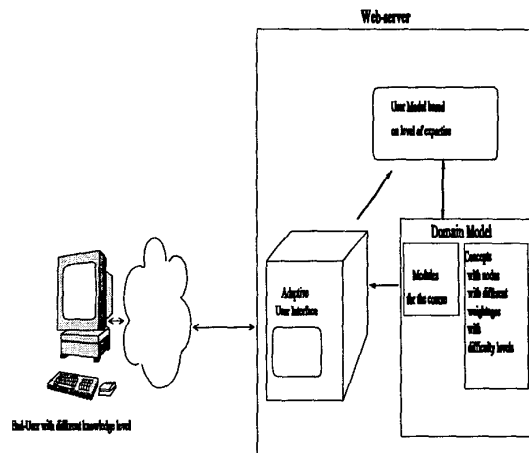 Web-server
User Model based
on level of expertise
Domain Model
Modules
for the course
Concepts
with nodes
with different
weightages
with
difficulty levels
Adaptive
User Interface
End-User with different knowledge level